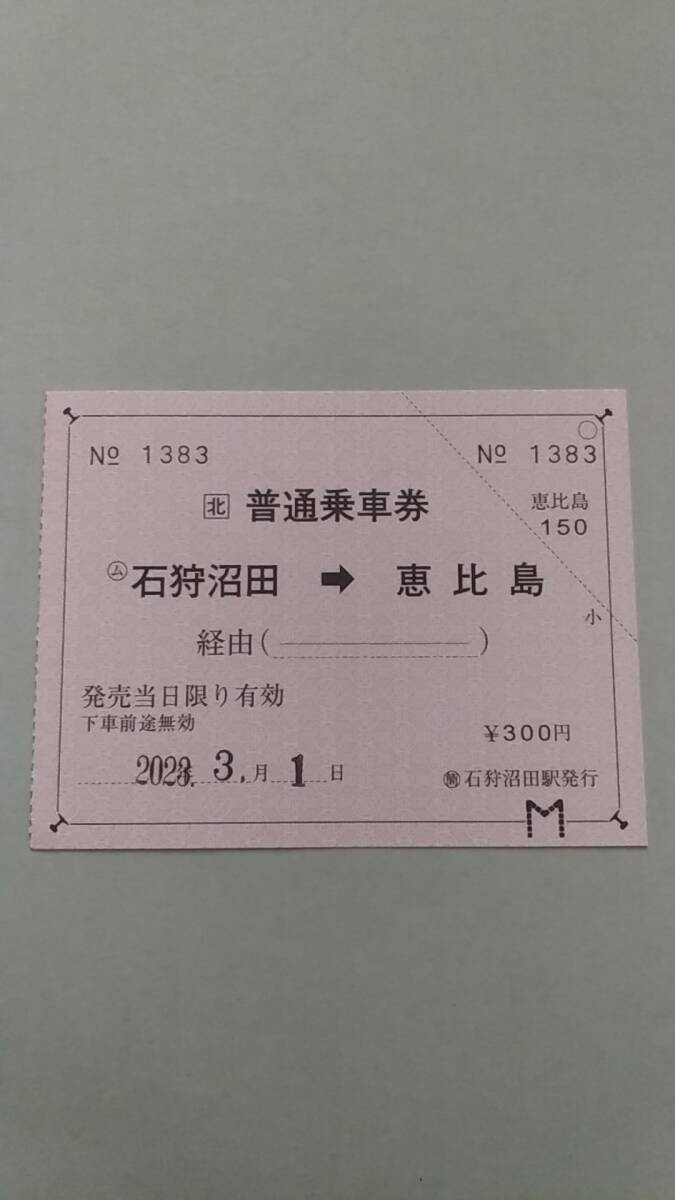 Nº 1383 Nº 1383
北 普通乗車券
恵比島
150
ム 石狩沼田 ➡ 恵比島
小
経由( )
発売当日限り有効
下車前途無効
¥300円
2023. 3. 月 1 日
簡 石狩沼田駅発行
M